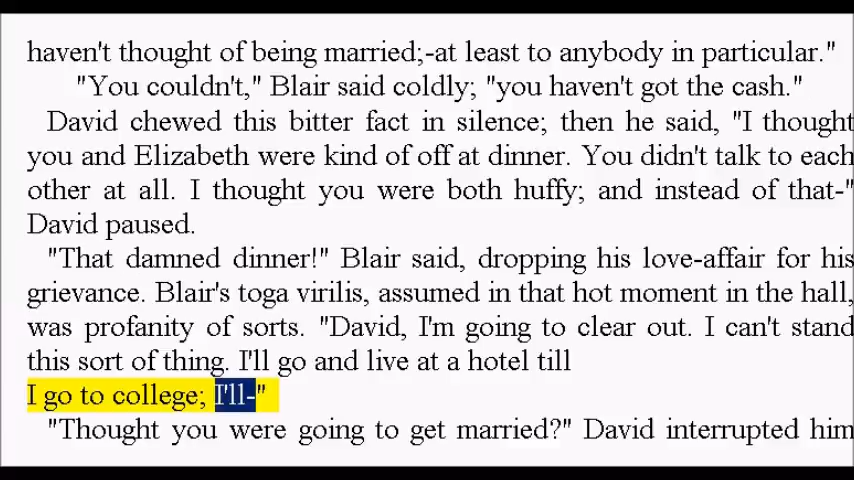 haven't thought of being married;-at least to anybody in particular."
"You couldn't," Blair said coldly; "you haven't got the cash."
David chewed this bitter fact in silence; then he said, "I thought
you and Elizabeth were kind of off at dinner. You didn't talk to each
other at all. I thought you were both huffy; and instead of that-"
David paused.
"That damned dinner!" Blair said, dropping his love-affair for his
grievance. Blair's toga virilis, assumed in that hot moment in the hall,
was profanity of sorts. "David, I'm going to clear out. I can't stand
this sort of thing. I'll go and live at a hotel till
I go to college; I'll-"
"Thought you were going to get married?" David interrupted him